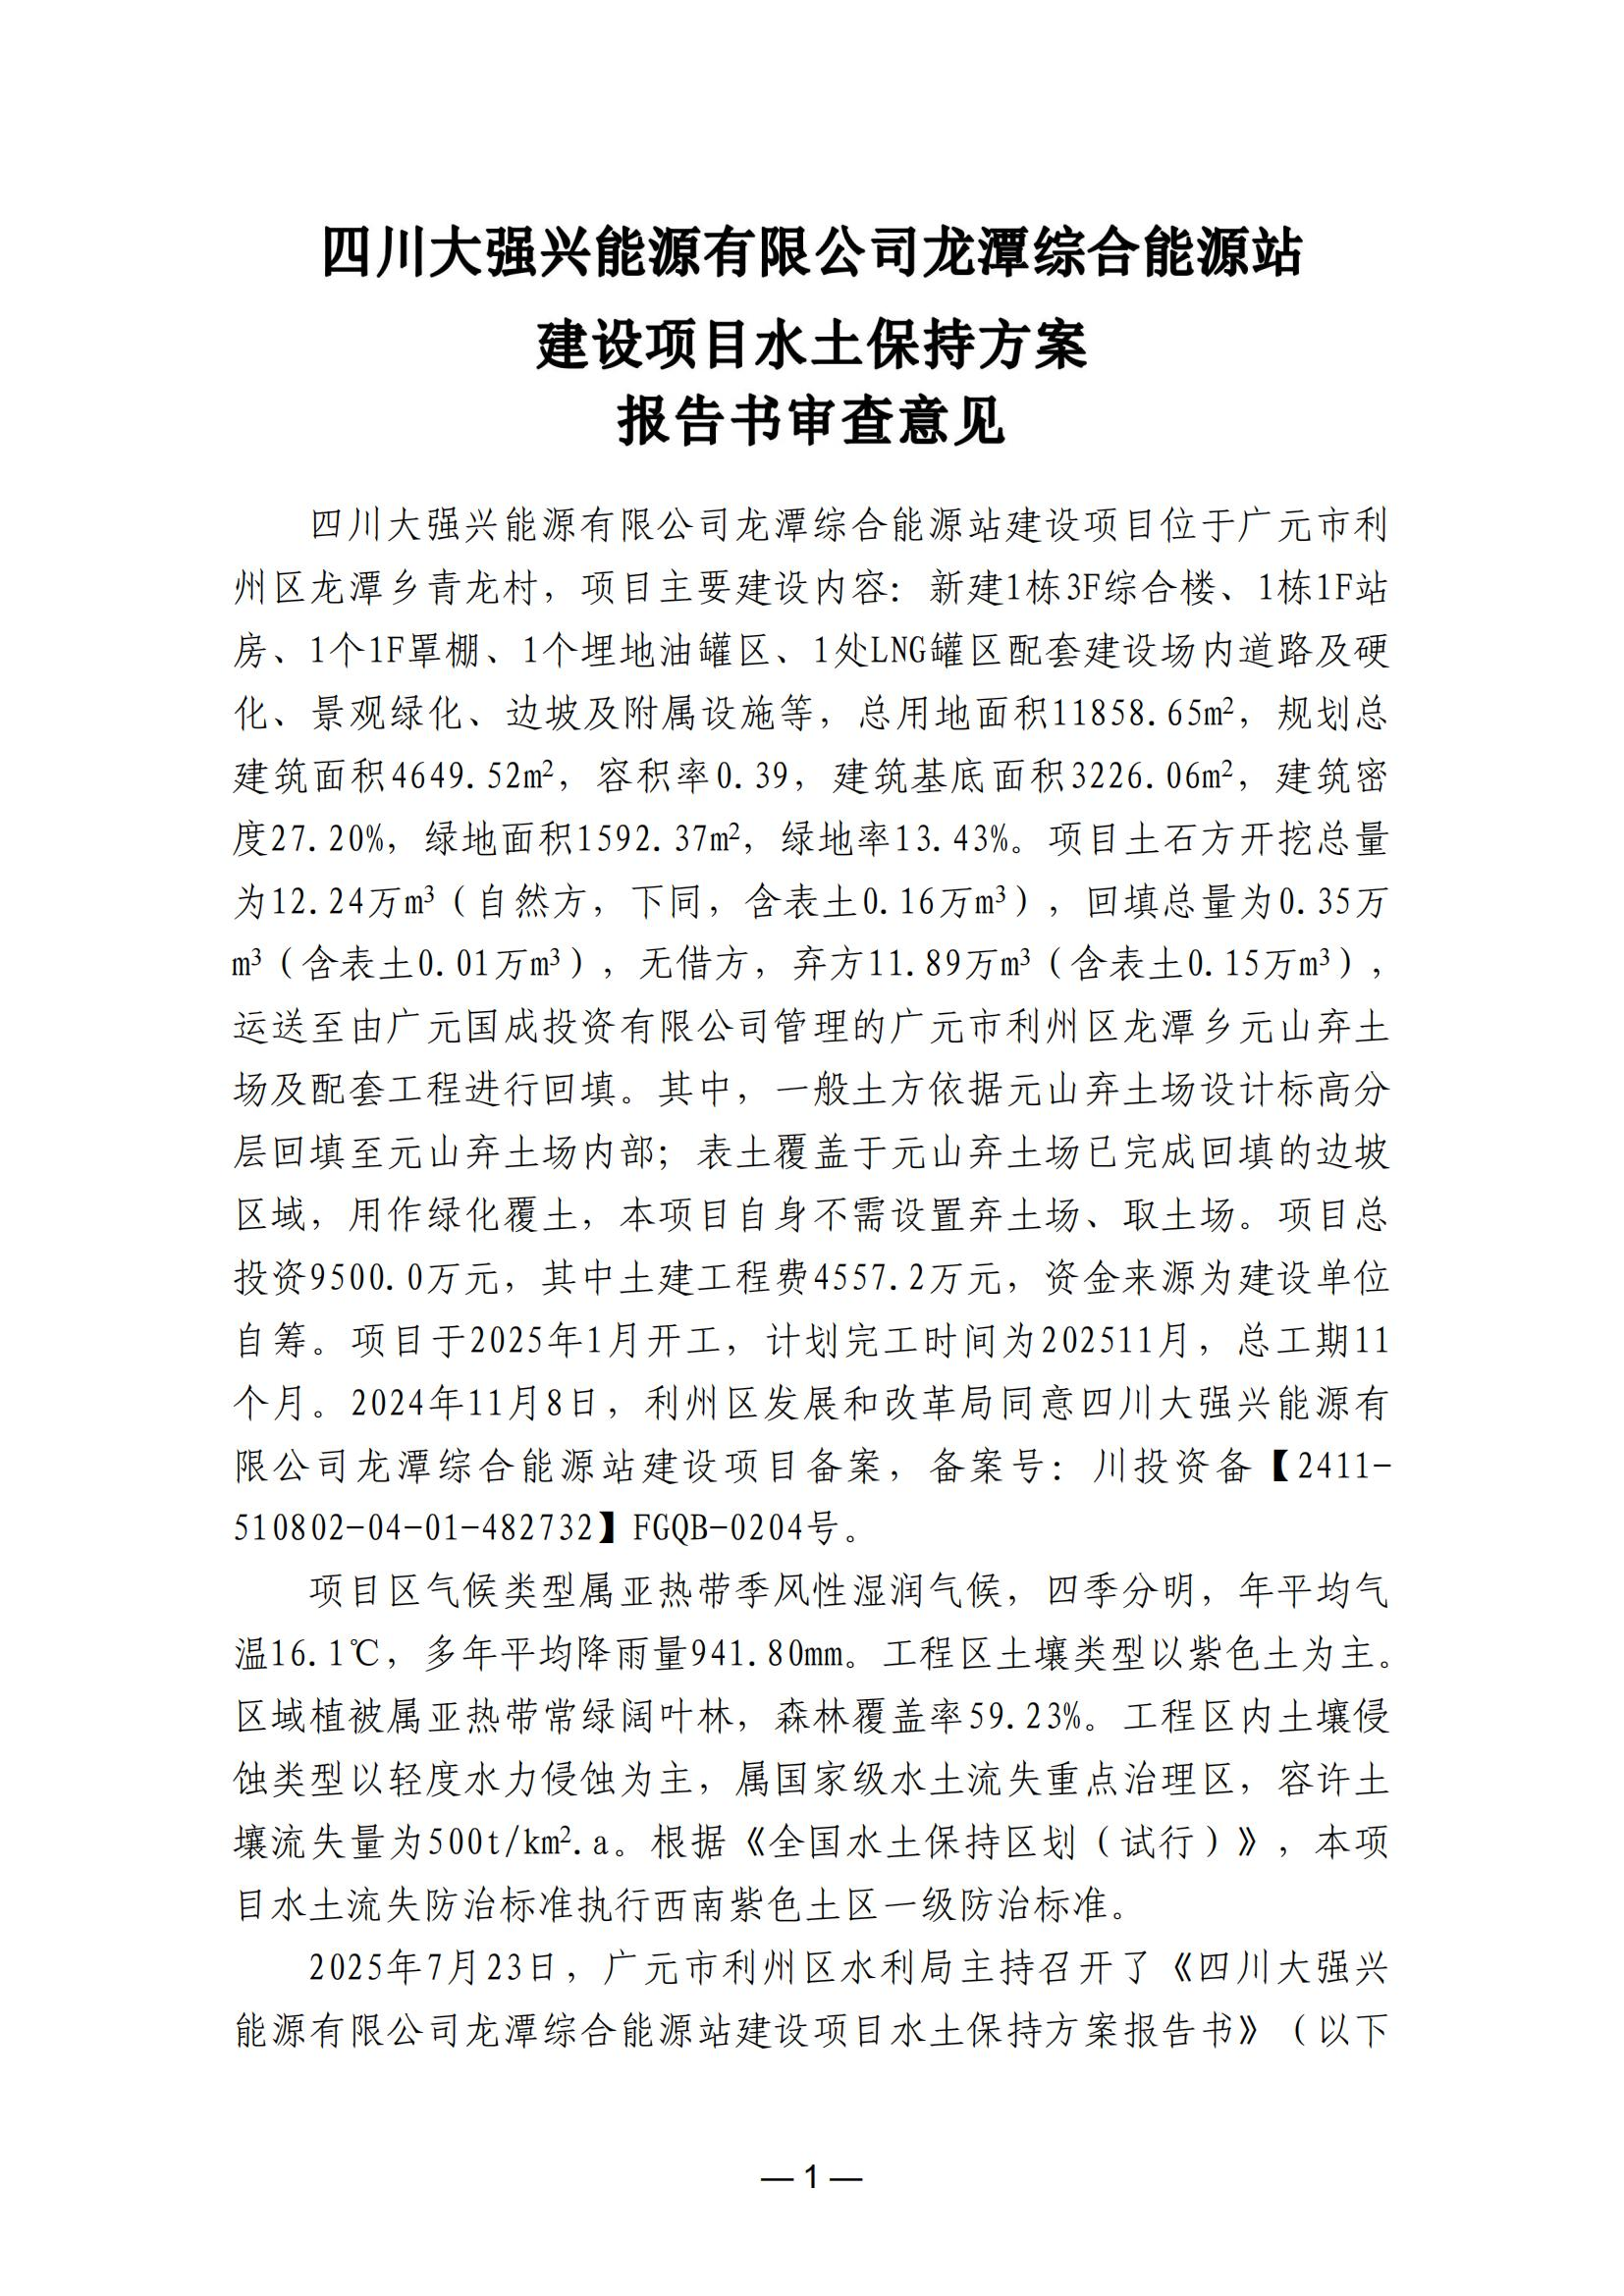 四川大强兴能源有限公司龙潭综合能源站
建设项目水土保持方案
报告书审查意见
四川大强兴能源有限公司龙潭综合能源站建设项目位于广元市利
州区龙潭乡青龙村，项目主要建设内容：新建1栋3F综合楼、1栋1F站
房、1个1F罩棚、1个埋地油罐区、1处LNG罐区配套建设场内道路及硬
化、景观绿化、边坡及附属设施等，总用地面积11858.65m²，规划总
建筑面积4649.52m²，容积率0.39，建筑基底面积3226.06m²，建筑密
度27.20%，绿地面积1592.37m²，绿地率13.43%。项目土石方开挖总量
为12.24万m³（自然方，下同，含表土0.16万m³），回填总量为0.35万
m³（含表土0.01万m³），无借方，弃方11.89万m³（含表土0.15万m³），
运送至由广元国成投资有限公司管理的广元市利州区龙潭乡元山弃土
场及配套工程进行回填。其中，一般土方依据元山弃土场设计标高分
层回填至元山弃土场内部；表土覆盖于元山弃土场已完成回填的边坡
区域，用作绿化覆土，本项目自身不需设置弃土场、取土场。项目总
投资9500.0万元，其中土建工程费4557.2万元，资金来源为建设单位
自筹。项目于2025年1月开工，计划完工时间为202511月，总工期11
个月。2024年11月8日，利州区发展和改革局同意四川大强兴能源有
限公司龙潭综合能源站建设项目备案，备案号：川投资备【2411-
510802-04-01-482732】FGQB-0204号。
项目区气候类型属亚热带季风性湿润气候，四季分明，年平均气
温16.1℃，多年平均降雨量941.80mm。工程区土壤类型以紫色土为主。
区域植被属亚热带常绿阔叶林，森林覆盖率59.23%。工程区内土壤侵
蚀类型以轻度水力侵蚀为主，属国家级水土流失重点治理区，容许土
壤流失量为500t/km².a。根据《全国水土保持区划（试行）》，本项
目水土流失防治标准执行西南紫色土区一级防治标准。
2025年7月23日，广元市利州区水利局主持召开了《四川大强兴
能源有限公司龙潭综合能源站建设项目水土保持方案报告书》（以下
— 1 —